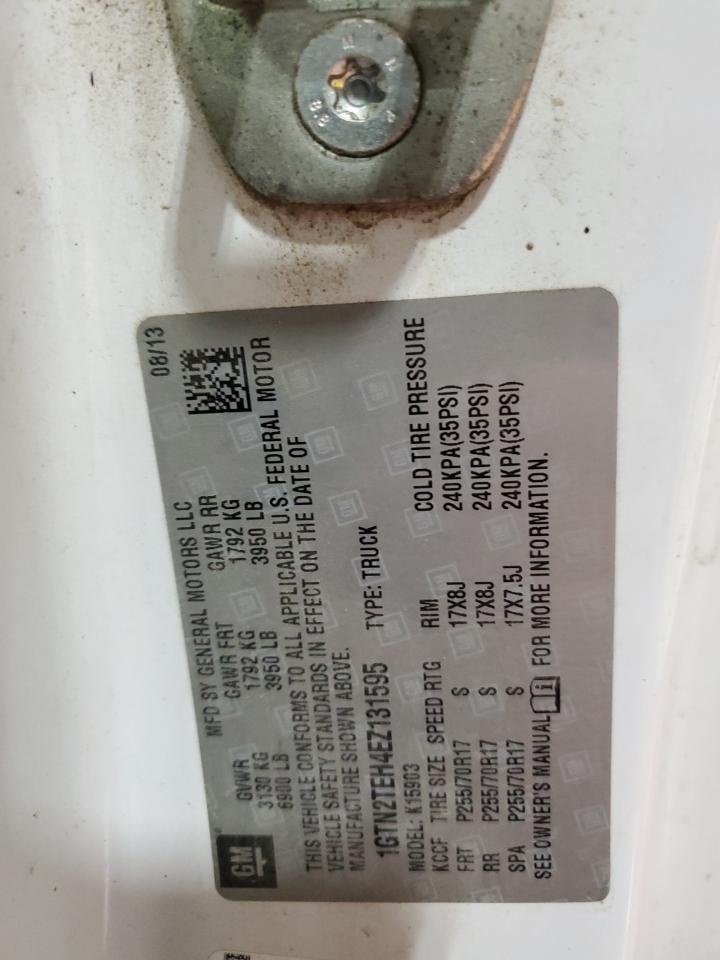 GM
MFD BY GENERAL MOTORS LLC 08/13
GVWR GAWR FRT GAWR RR
3130 KG 1792 KG 1792 KG
6900 LB 3950 LB 3950 LB
THIS VEHICLE CONFORMS TO ALL APPLICABLE U.S. FEDERAL MOTOR
VEHICLE SAFETY STANDARDS IN EFFECT ON THE DATE OF
MANUFACTURE SHOWN ABOVE.
1GTN2TEH4EZ131595 TYPE: TRUCK
MODEL: K15903
KCCF TIRE SIZE SPEED RTG RIM COLD TIRE PRESSURE
FRT P255/70R17 S 17X8J 240KPA(35PSI)
RR P255/70R17 S 17X8J 240KPA(35PSI)
SPA P255/70R17 S 17X7.5J 240KPA(35PSI)
SEE OWNER'S MANUAL FOR MORE INFORMATION.